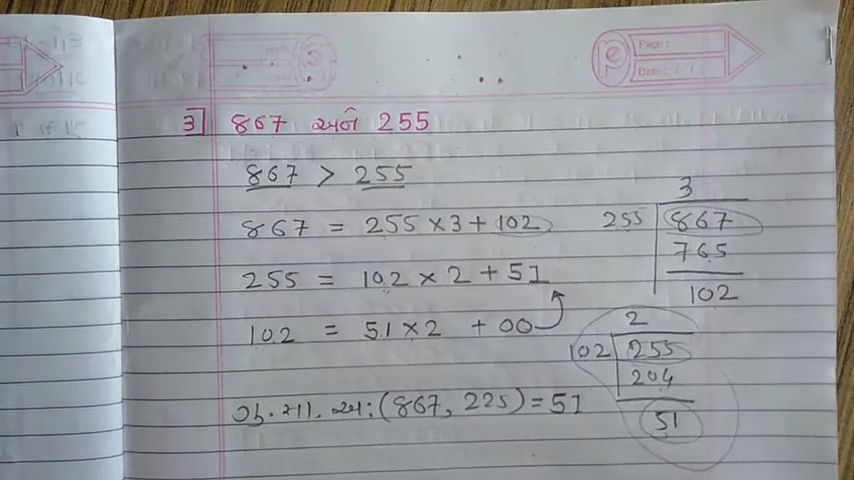 Page:
Date: / /
3] 867 અને 255
867 > 255
867 = 255 × 3 + 102
255 = 102 × 2 + 51
102 = 51 × 2 + 00
ગુ. સા. અ: (867, 225) = 51
3
255 867
765
102
2
102 255
204
51